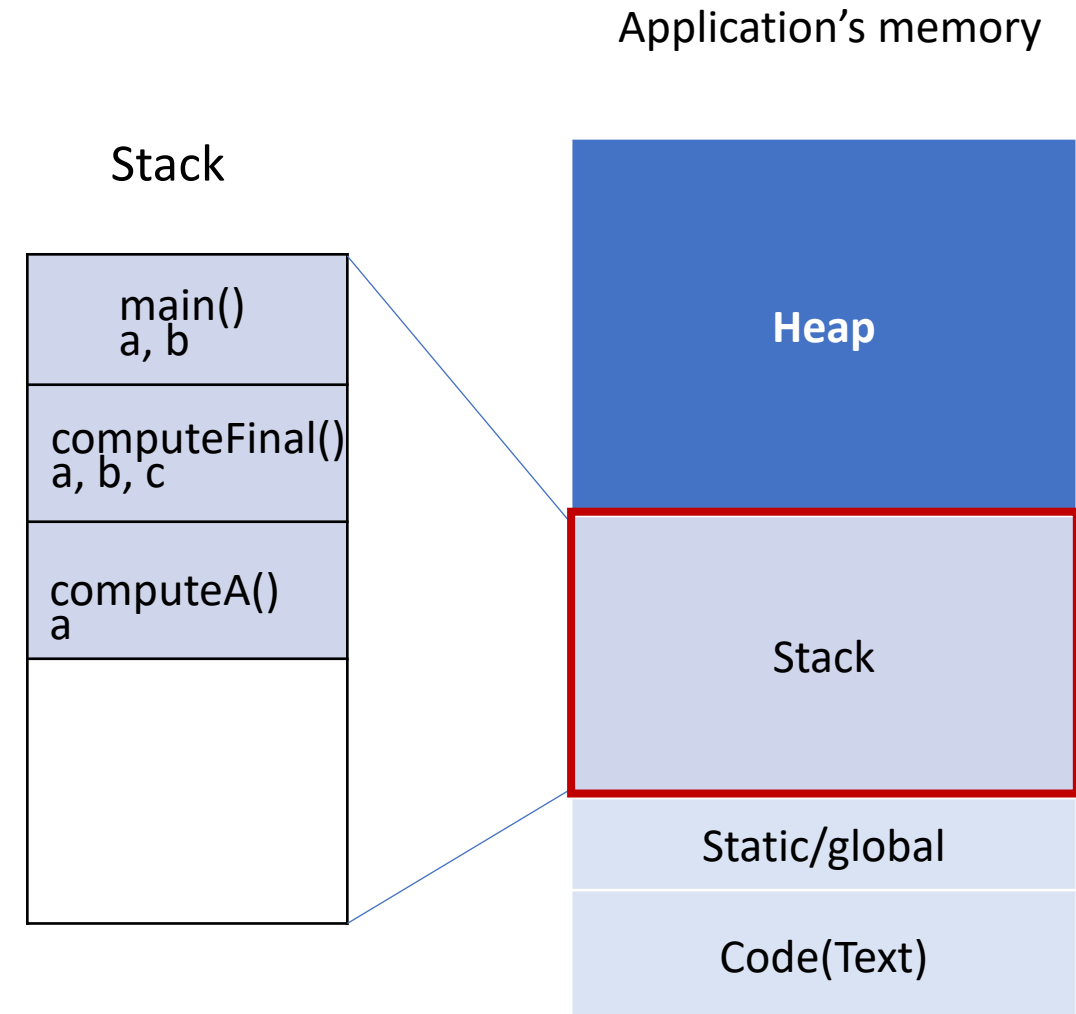 Application’s memory
Stack
main()
a, b
computeFinal()
a, b, c
computeA()
a
Heap
Stack
Static/global
Code(Text)